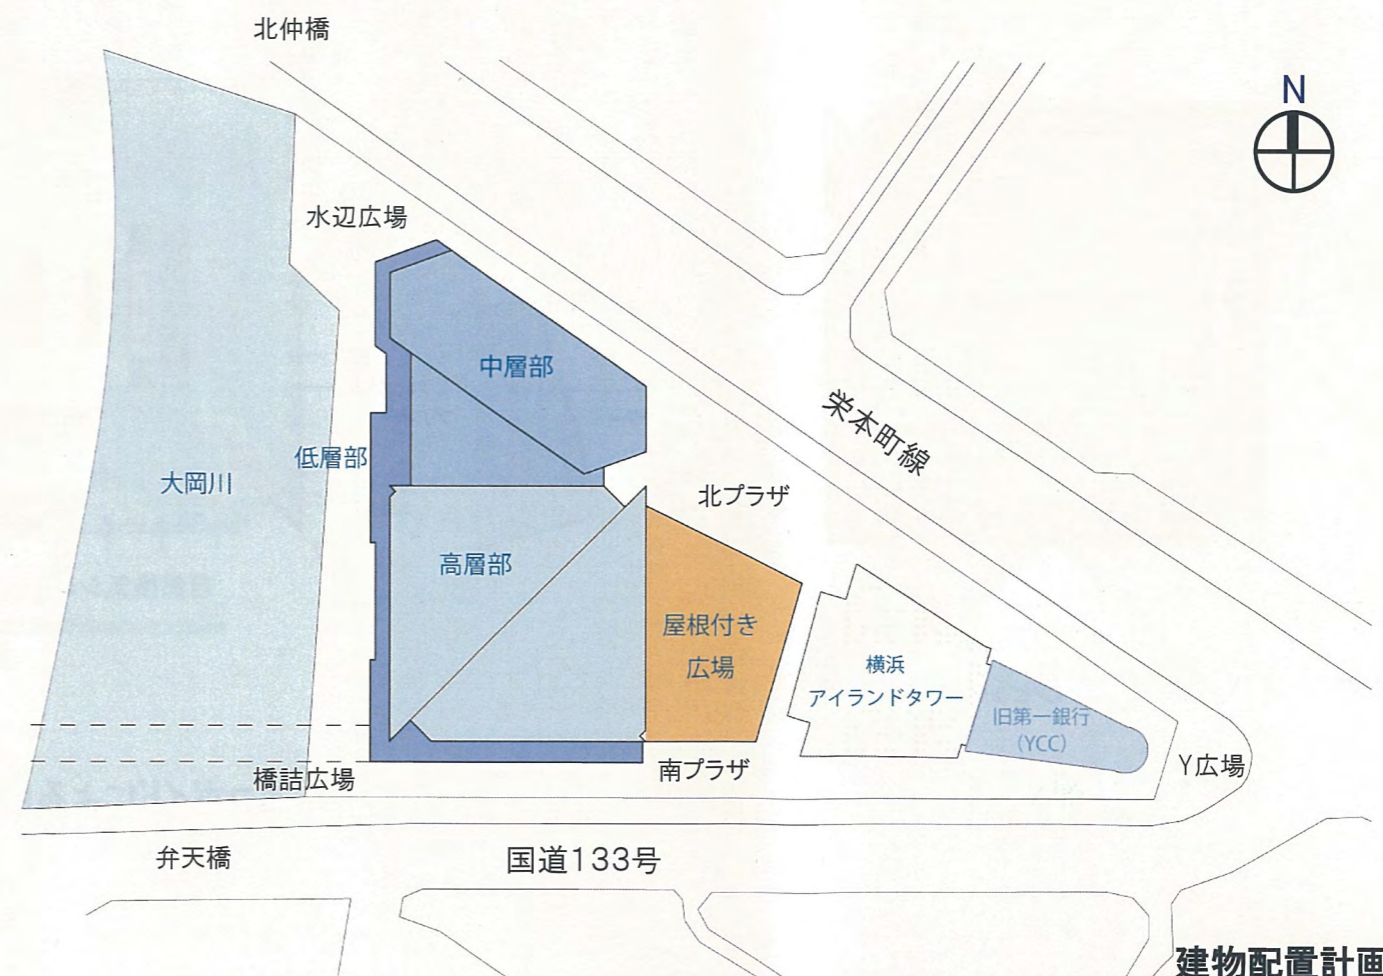 北仲橋
N
水辺広場
中層部
栄本町線
低層部
大岡川
北プラザ
高層部
屋根付き
広場
横浜
アイランドタワー
旧第一銀行
(YCC)
Y広場
南プラザ
橋詰広場
弁天橋
国道133号
建物配置計画